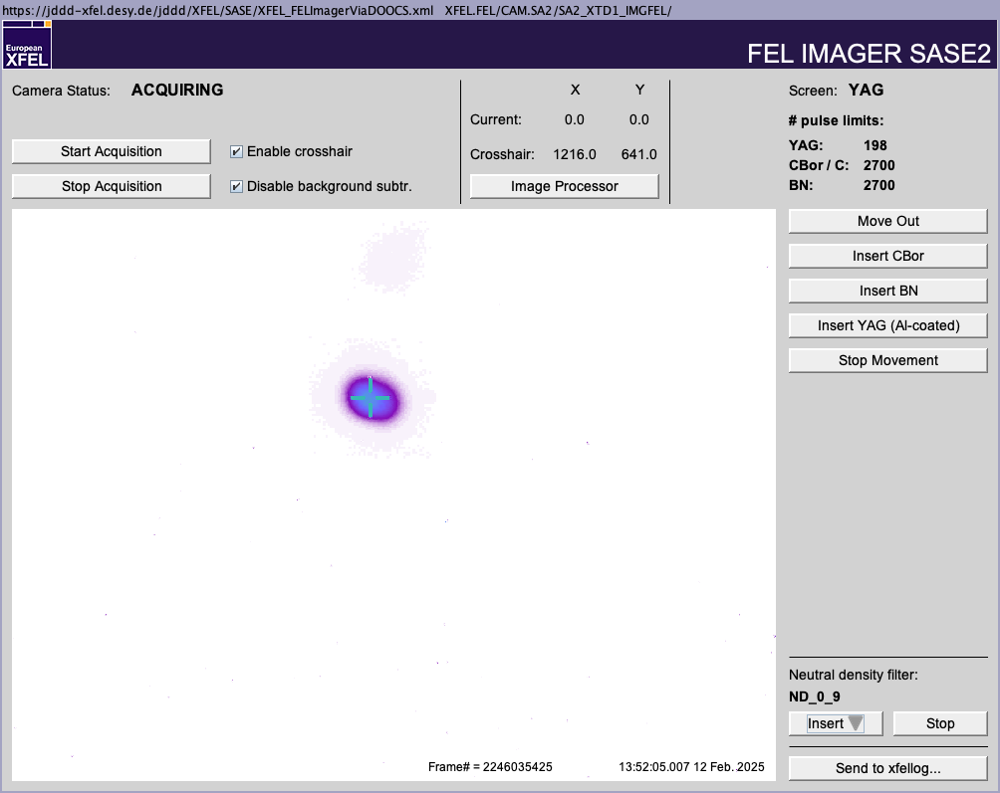 https://jddd-xfel.desy.de/jddd/XFEL/SASE/XFEL_FELImagerViaDOOCS.xml XFEL.FEL/CAM.SA2/SA2_XTD1_IMGFEL/
European
XFEL
FEL IMAGER SASE2
Camera Status: ACQUIRING
X Y
Screen: YAG
Current: 0.0 0.0
# pulse limits:
Start Acquisition
Enable crosshair
Crosshair: 1216.0 641.0
YAG: 198
CBor / C: 2700
Stop Acquisition
Disable background subtr.
Image Processor
BN: 2700
Move Out
Insert CBor
Insert BN
Insert YAG (Al-coated)
Stop Movement
Neutral density filter:
ND_0_9
Insert
Stop
Frame# = 2246035425
13:52:05.007 12 Feb. 2025
Send to xfellog...